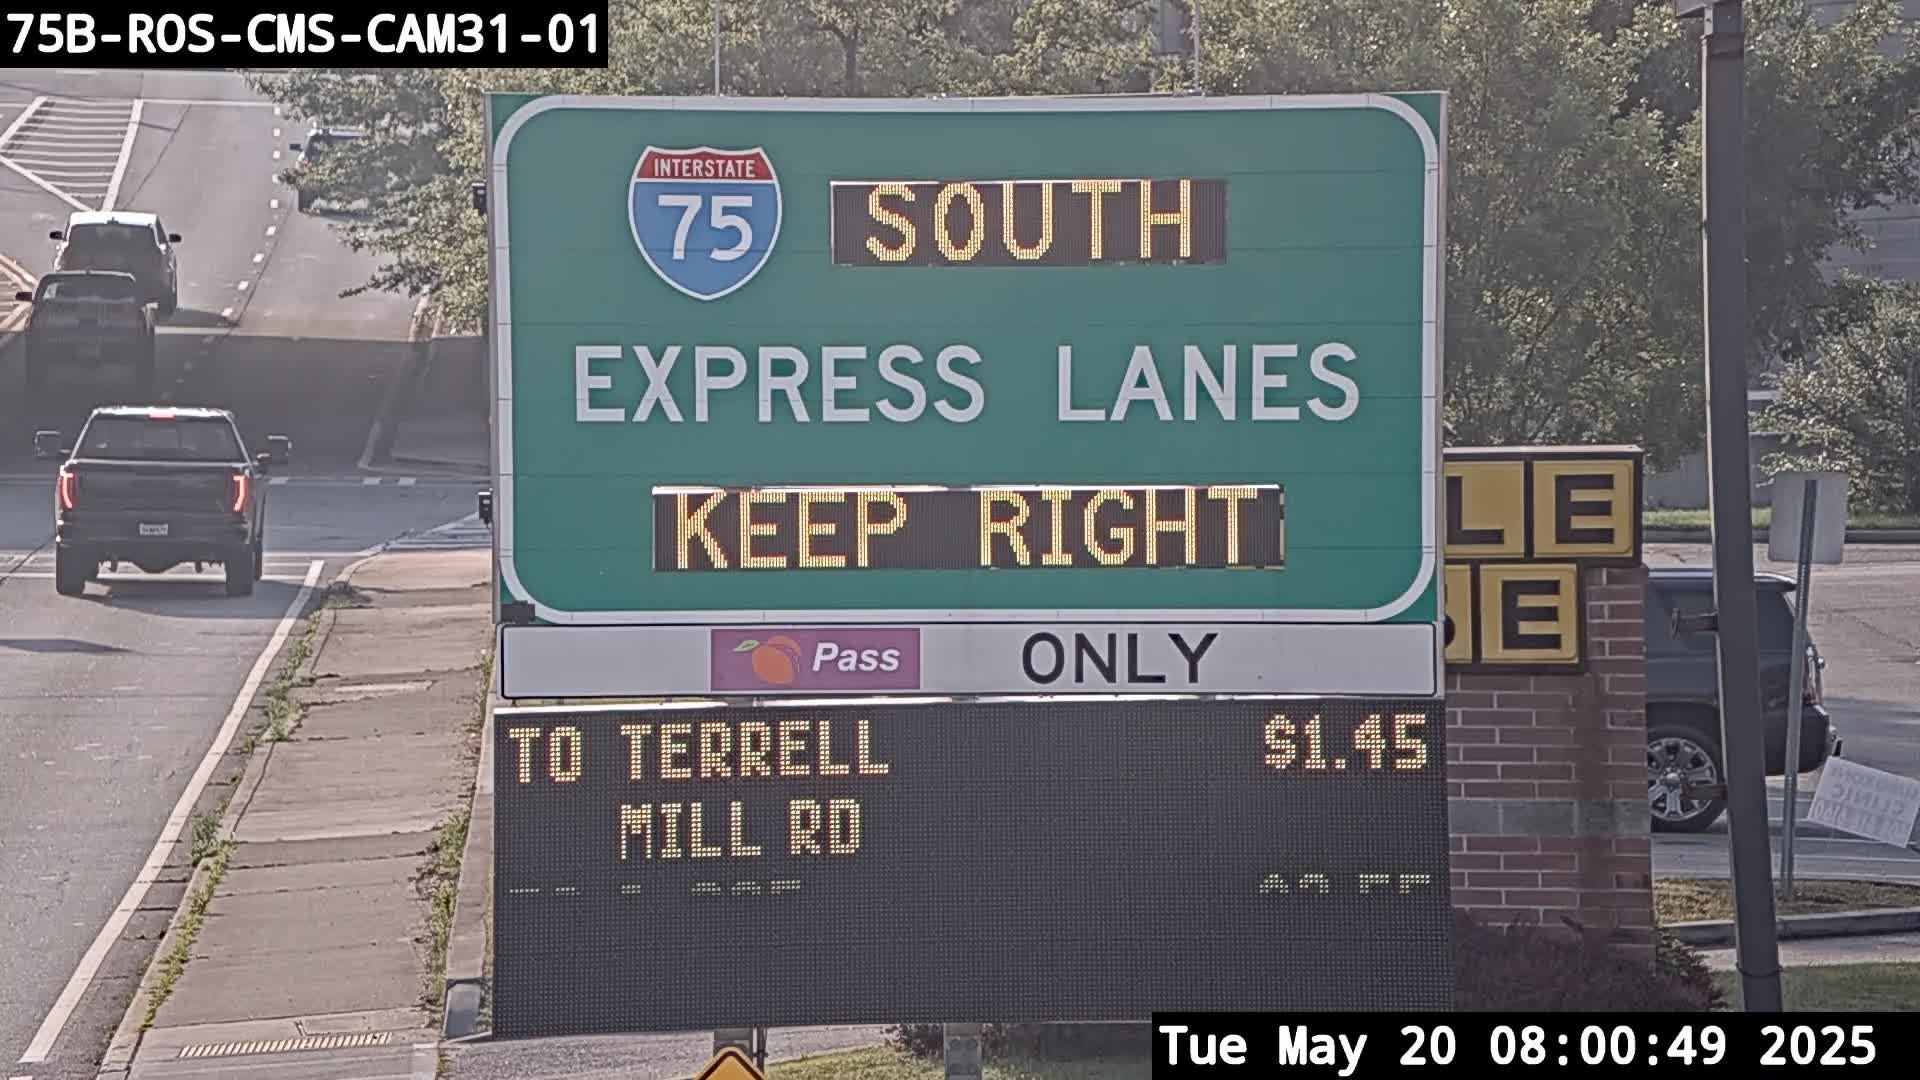 75B-ROS-CMS-CAM31-01
INTERSTATE
75
SOUTH
EXPRESS LANES
KEEP RIGHT
LE
E
Pass
ONLY
TO TERRELL $1.45
MILL RD
Tue May 20 08:00:49 2025